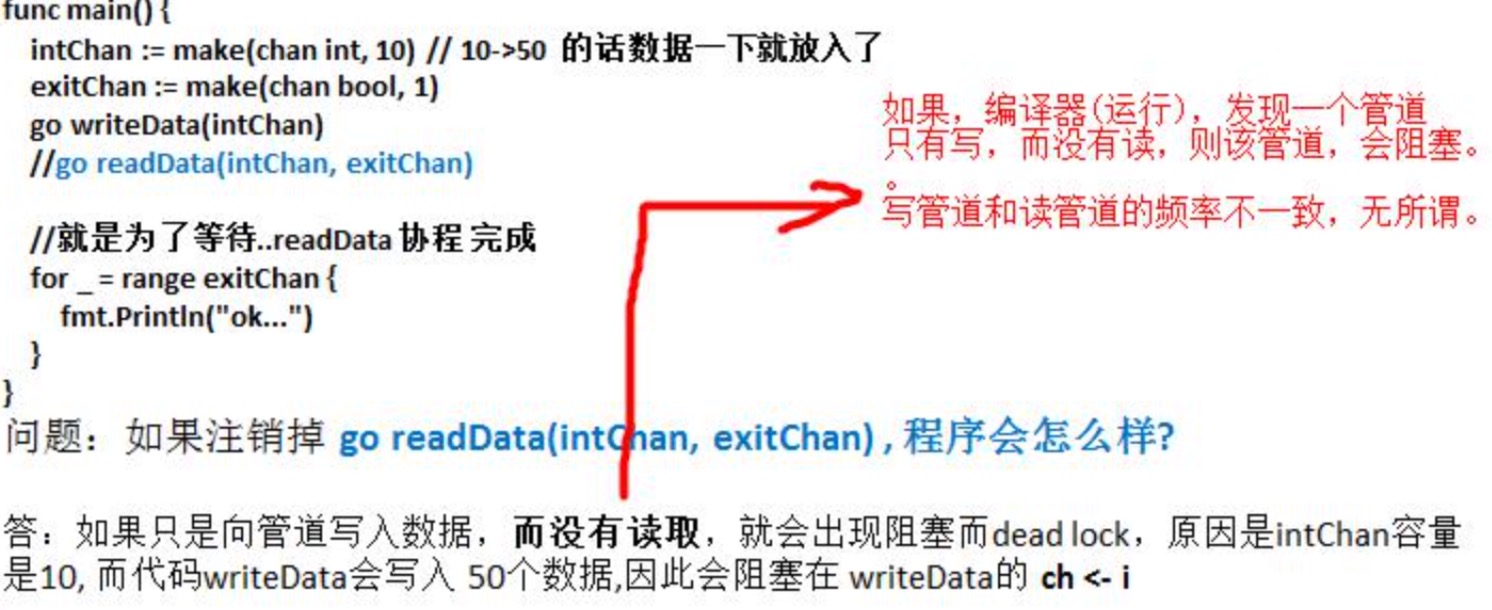 func main() {
intChan := make(chan int, 10) // 10->50 的话数据一下就放入了
exitChan := make(chan bool, 1)
go writeData(intChan)
//go readData(intChan, exitChan)
//就是为了等待..readData 协程 完成
for _ = range exitChan {
fmt.Println("ok...")
}
}
如果，编译器(运行)，发现一个管道
只有写，而没有读，则该管道，会阻塞。
。
写管道和读管道的频率不一致，无所谓。
问题：如果注销掉 go readData(intChan, exitChan) , 程序会怎么样?
答：如果只是向管道写入数据，而没有读取，就会出现阻塞而dead lock，原因是intChan容量
是10, 而代码writeData会写入 50个数据,因此会阻塞在 writeData的 ch <- i